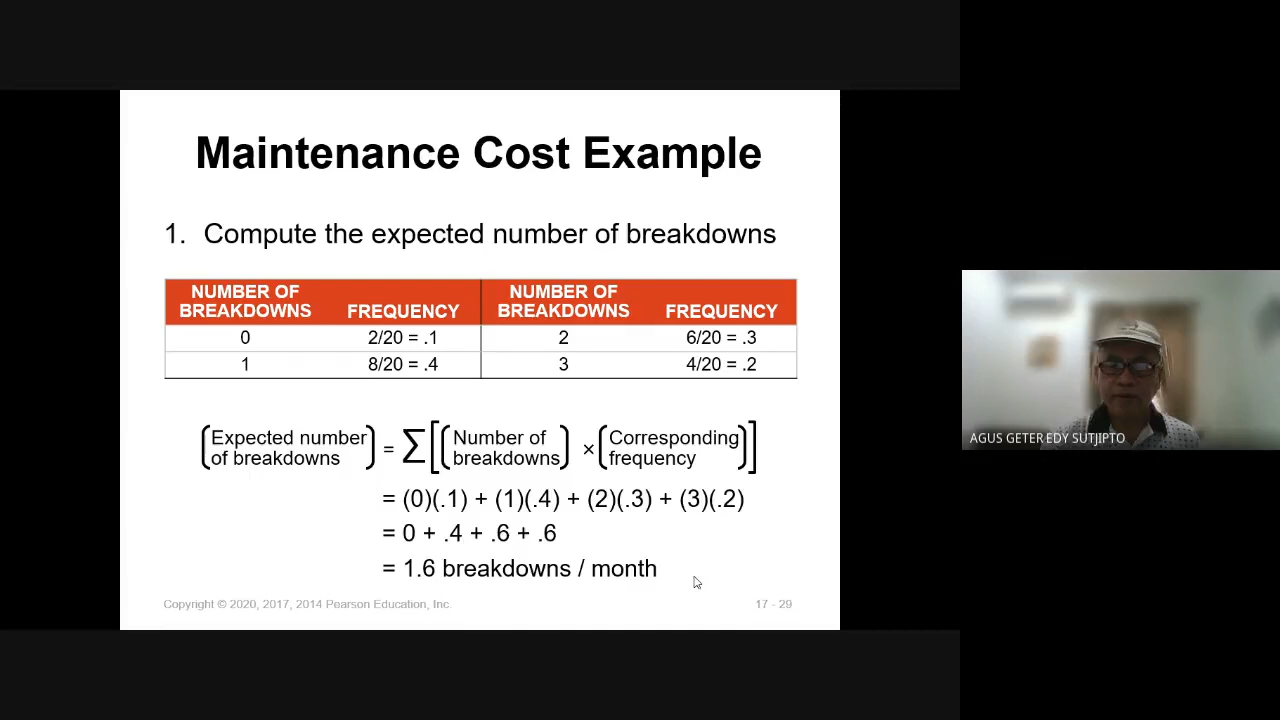 Maintenance Cost Example
1. Compute the expected number of breakdowns
NUMBER OF BREAKDOWNS FREQUENCY NUMBER OF BREAKDOWNS FREQUENCY
0 2/20 = .1 2 6/20 = .3
1 8/20 = .4 3 4/20 = .2
(Expected number of breakdowns) = ∑[(Number of breakdowns) × (Corresponding frequency)]
= (0)(.1) + (1)(.4) + (2)(.3) + (3)(.2)
= 0 + .4 + .6 + .6
= 1.6 breakdowns / month
Copyright © 2020, 2017, 2014 Pearson Education, Inc. 17 - 29
AGUS GETER EDY SUTJIPTO